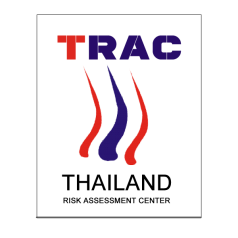 TRAC
THAILAND
RISK ASSESSMENT CENTER